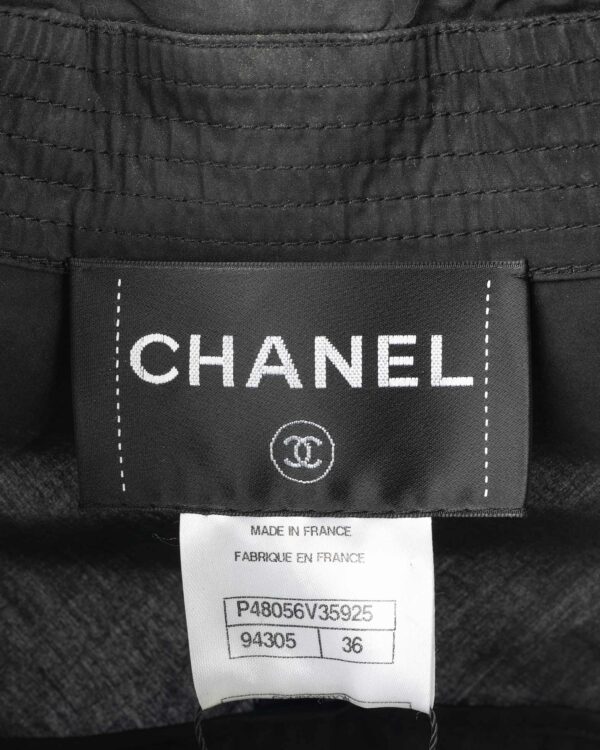 CHANEL
MADE IN FRANCE
FABRIQUE EN FRANCE
P48056V35925
94305 36